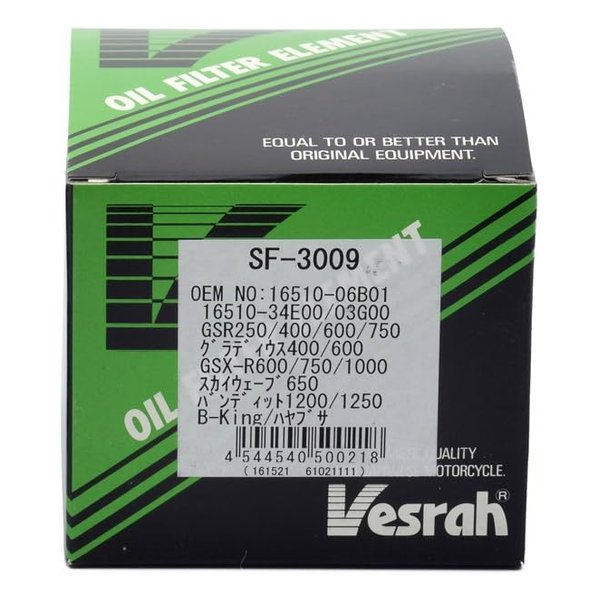 OIL FILTER ELEMENT
EQUAL TO OR BETTER THAN
ORIGINAL EQUIPMENT.
SF-3009
OEM NO:16510-06B01
16510-34E00/03G00
GSR250/400/600/750
グラディウス400/600
GSX-R600/750/1000
スカイウェーブ650
バンディット1200/1250
B-King/ハヤブサ
4 544540 500218
(161521 61021111)
OIL
QUALITY
MOTORCYCLE.
Vesrah®